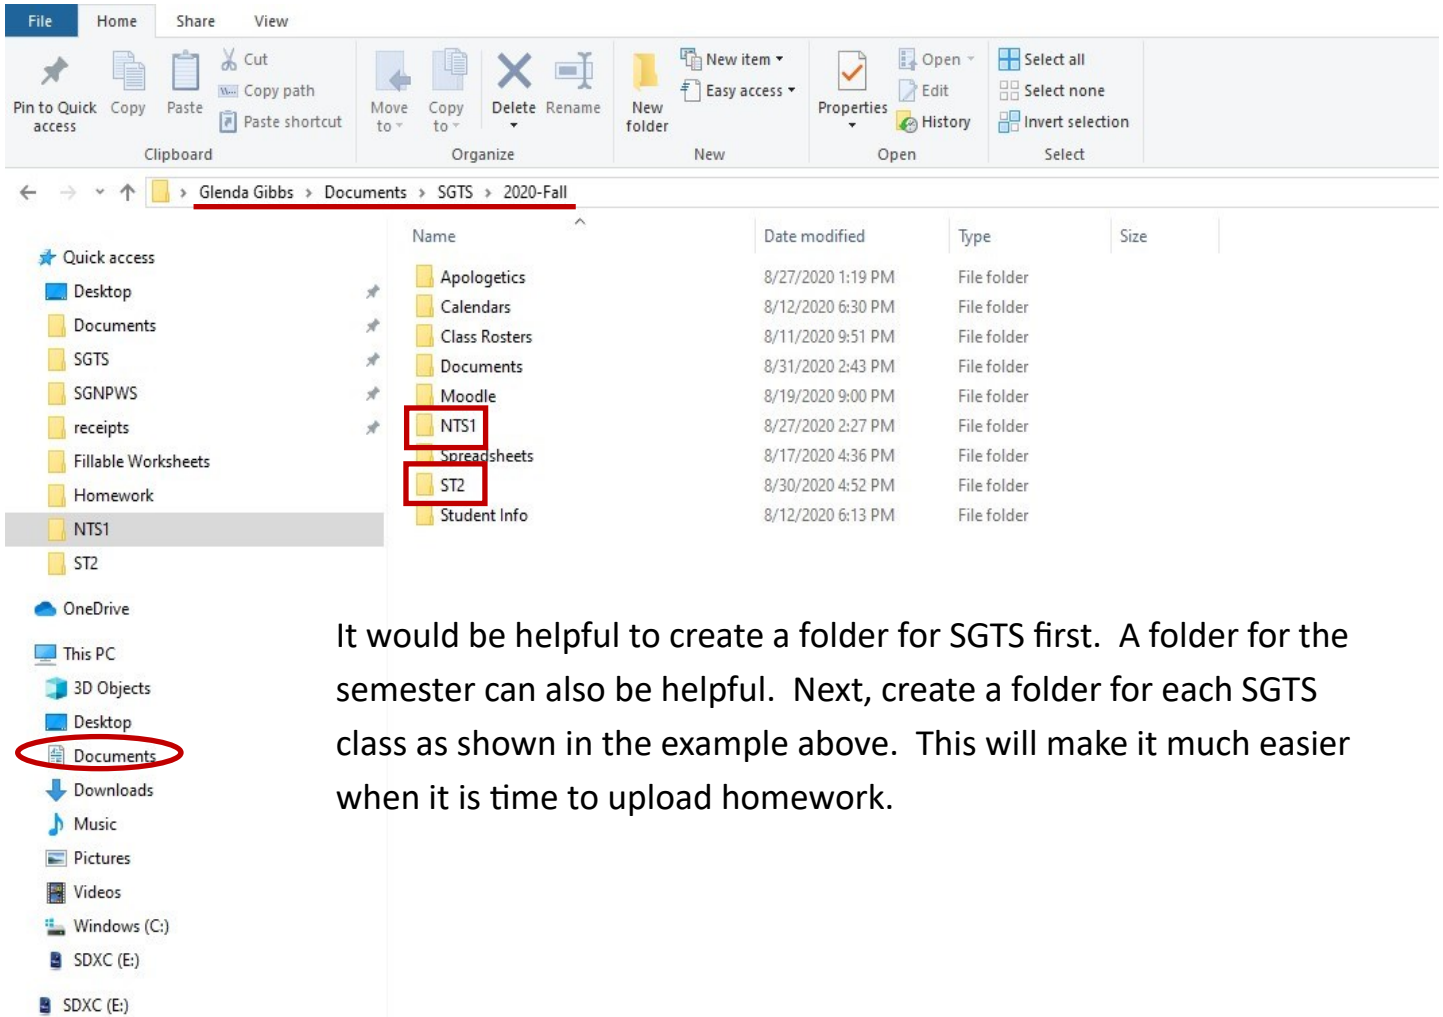 File Home Share View
Pin to Quick access
Copy
Paste
Cut
Copy path
Paste shortcut
Clipboard
Move to
Copy to
Delete
Rename
Organize
New folder
New item
Easy access
New
Properties
Open
Edit
History
Open
Select all
Select none
Invert selection
Select
Glenda Gibbs > Documents > SGTS > 2020-Fall
Quick access
Desktop
Documents
SGTS
SGNPWS
receipts
Fillable Worksheets
Homework
NTS1
ST2
OneDrive
This PC
3D Objects
Desktop
Documents
Downloads
Music
Pictures
Videos
Windows (C:)
SDXC (E:)
SDXC (E:)
Name Date modified Type Size
Apologetics 8/27/2020 1:19 PM File folder
Calendars 8/12/2020 6:30 PM File folder
Class Rosters 8/11/2020 9:51 PM File folder
Documents 8/31/2020 2:43 PM File folder
Moodle 8/19/2020 9:00 PM File folder
NTS1 8/27/2020 2:27 PM File folder
Spreadsheets 8/17/2020 4:36 PM File folder
ST2 8/30/2020 4:52 PM File folder
Student Info 8/12/2020 6:13 PM File folder
It would be helpful to create a folder for SGTS first. A folder for the
semester can also be helpful. Next, create a folder for each SGTS
class as shown in the example above. This will make it much easier
when it is time to upload homework.